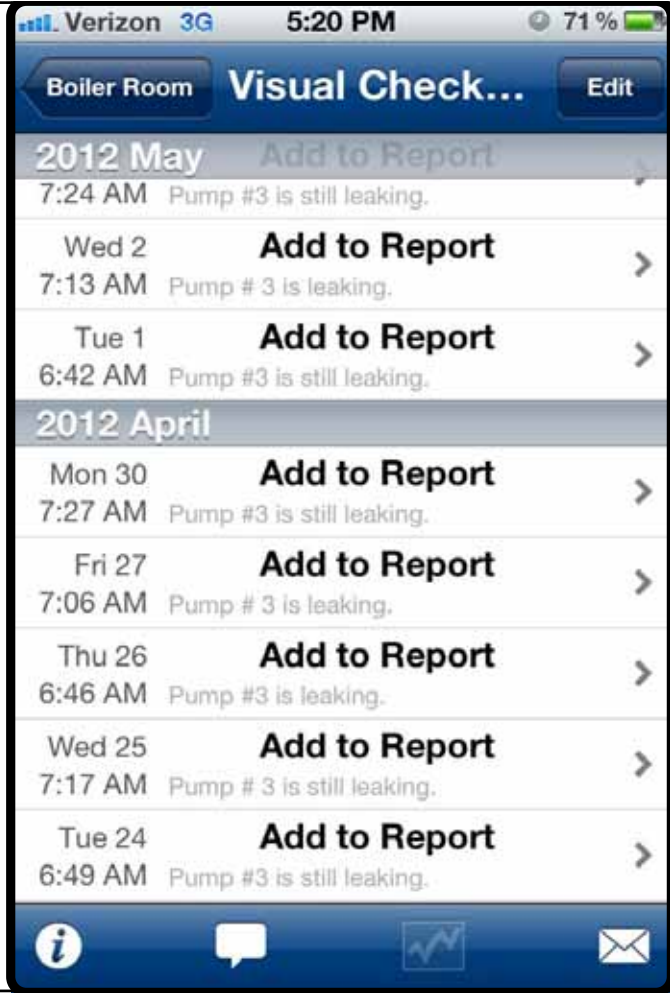 Verizon 3G 5:20 PM 71%
Boiler Room Visual Check... Edit
2012 May Add to Report
7:24 AM Pump #3 is still leaking.
Wed 2 Add to Report
7:13 AM Pump # 3 is leaking.
Tue 1 Add to Report
6:42 AM Pump #3 is still leaking.
2012 April
Mon 30 Add to Report
7:27 AM Pump #3 is still leaking.
Fri 27 Add to Report
7:06 AM Pump # 3 is leaking.
Thu 26 Add to Report
6:46 AM Pump #3 is leaking.
Wed 25 Add to Report
7:17 AM Pump # 3 is still leaking.
Tue 24 Add to Report
6:49 AM Pump #3 is still leaking.